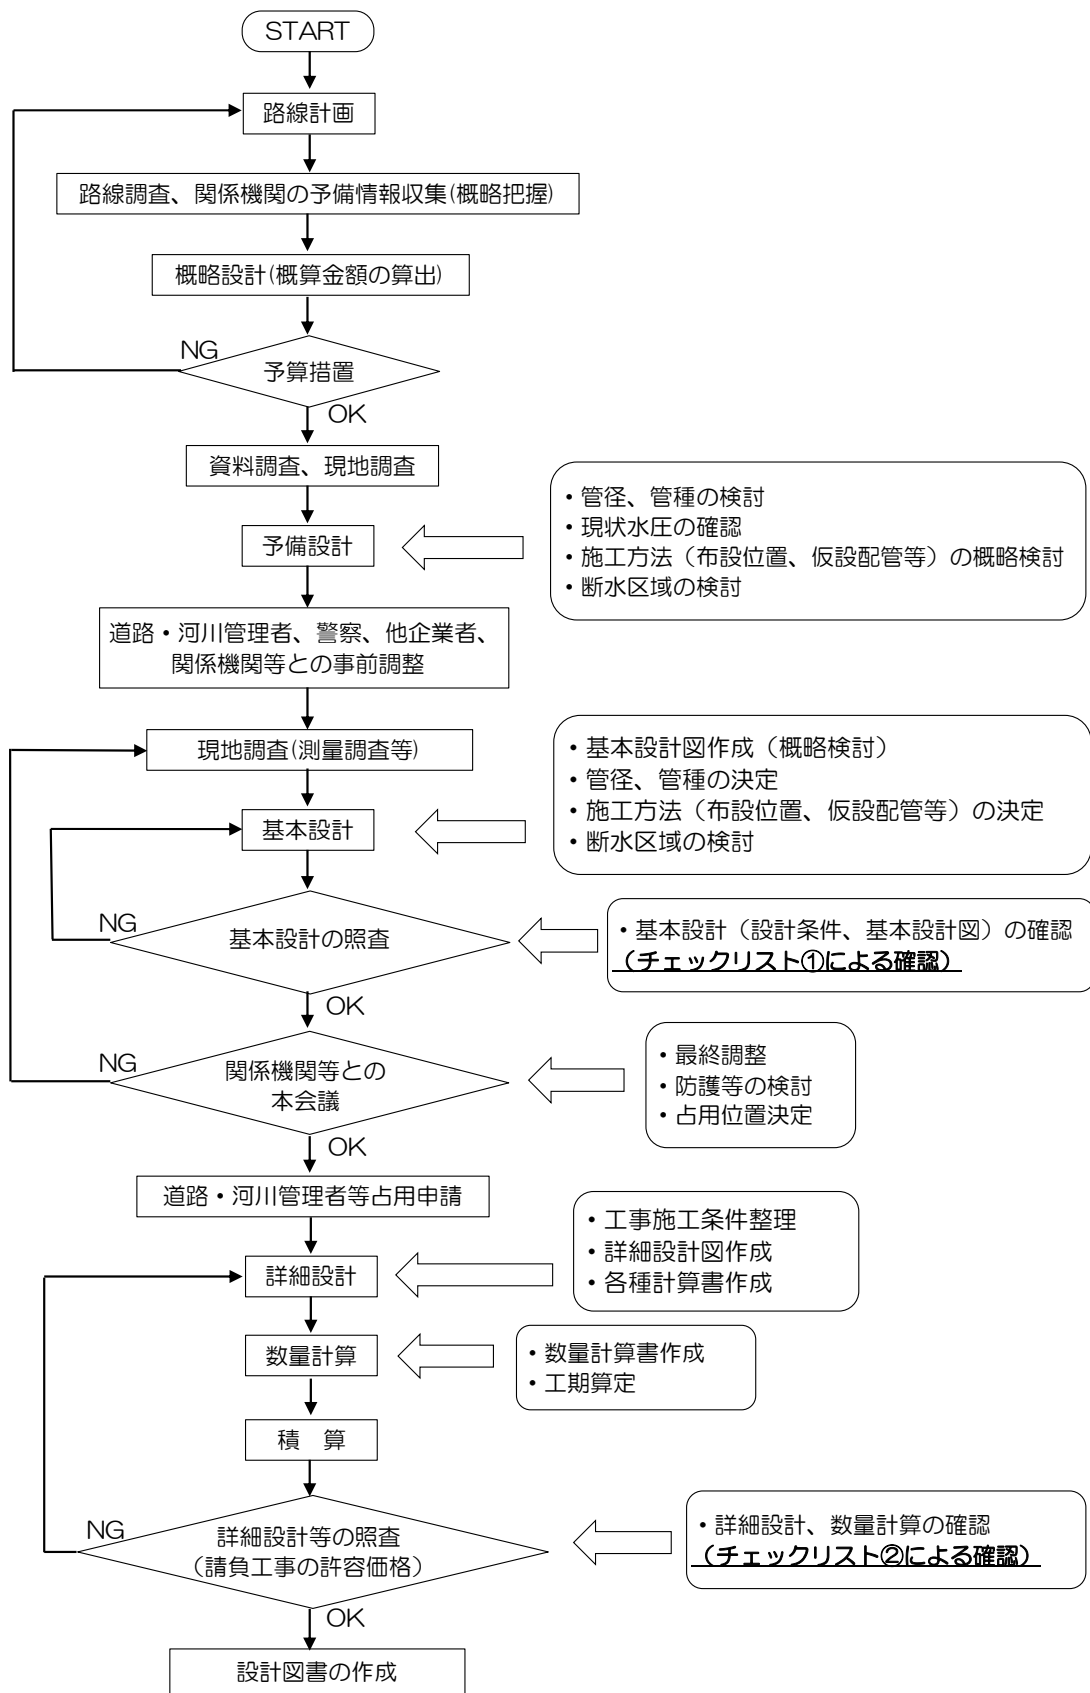 START
路線計画
路線調査、関係機関の予備情報収集(概略把握)
概略設計(概算金額の算出)
NG
予算措置
OK
資料調査、現地調査
予備設計
・管径、管種の検討
・現状水圧の確認
・施工方法（布設位置、仮設配管等）の概略検討
・断水区域の検討
道路・河川管理者、警察、他企業者、
関係機関等との事前調整
現地調査(測量調査等)
基本設計
・基本設計図作成（概略検討）
・管径、管種の決定
・施工方法（布設位置、仮設配管等）の決定
・断水区域の検討
NG
基本設計の照査
・基本設計（設計条件、基本設計図）の確認
（チェックリスト①による確認）
OK
NG
関係機関等との
本会議
・最終調整
・防護等の検討
・占用位置決定
OK
道路・河川管理者等占用申請
詳細設計
・工事施工条件整理
・詳細設計図作成
・各種計算書作成
数量計算
・数量計算書作成
・工期算定
積　算
NG
詳細設計等の照査
（請負工事の許容価格）
・詳細設計、数量計算の確認
（チェックリスト②による確認）
OK
設計図書の作成